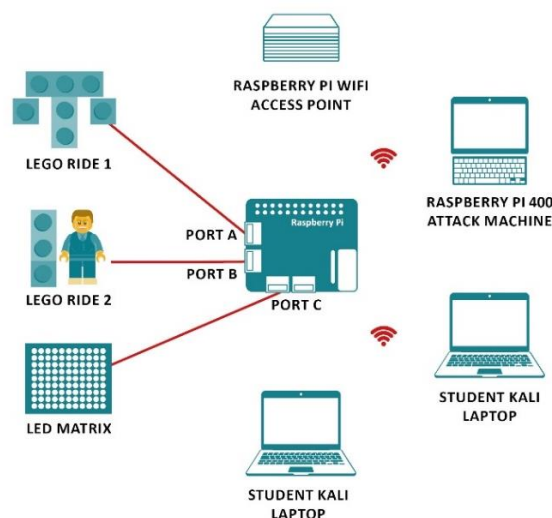 RASPBERRY PI WIFI
ACCESS POINT
LEGO RIDE 1
RASPBERRY PI 400
ATTACK MACHINE
Raspberry Pi
PORT A
PORT B
LEGO RIDE 2
PORT C
LED MATRIX
STUDENT KALI
LAPTOP
STUDENT KALI
LAPTOP